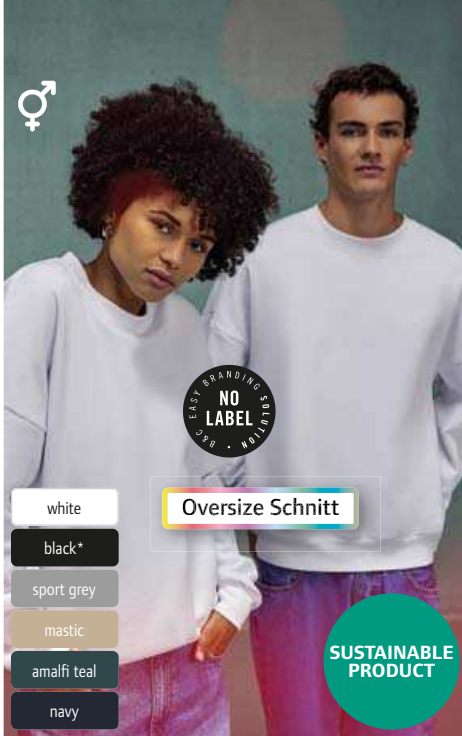 B&C EASY BRANDING SOLUTION •
NO
LABEL
Oversize Schnitt
white
black*
sport grey
mastic
amalfi teal
navy
SUSTAINABLE
PRODUCT